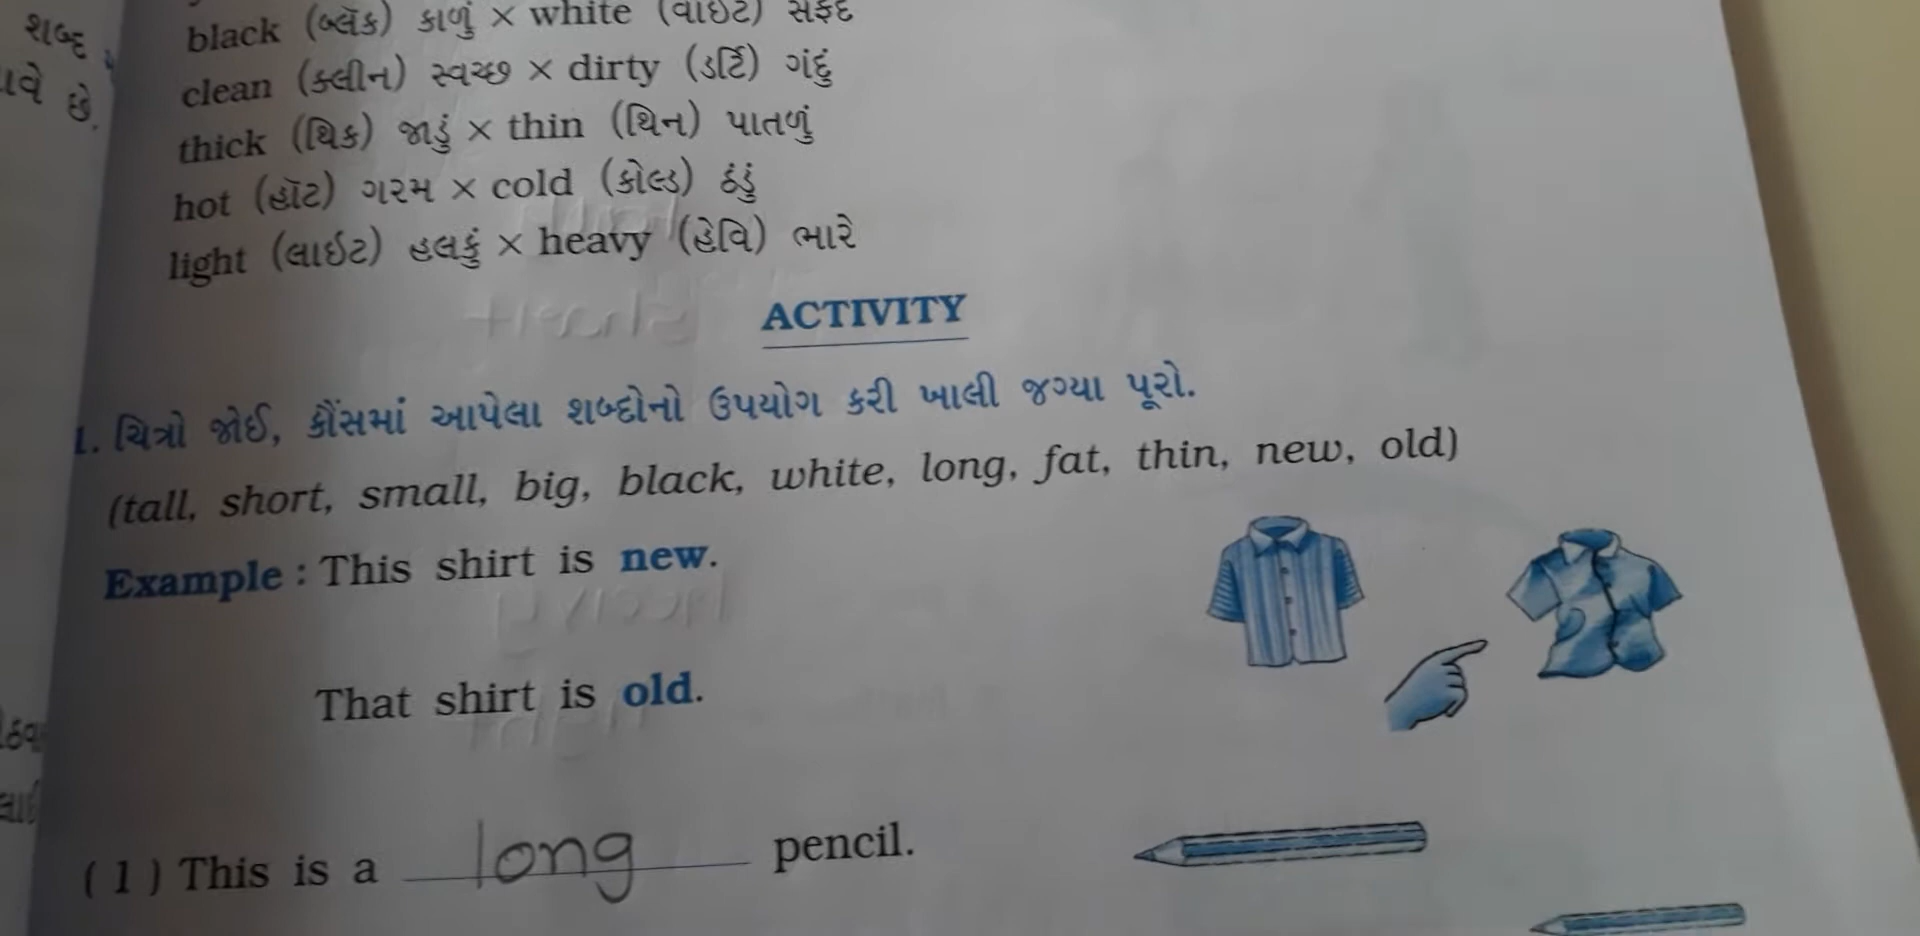 શબ્દ
black (બ્લૅક) કાળું × white (વાઇટ) સફેદ
છે.
clean (ક્લીન) સ્વચ્છ × dirty (ડર્ટિ) ગંદું
thick (થિક) જાડું × thin (થિન) પાતળું
hot (હૉટ) ગરમ × cold (કોલ્ડ) ઠંડું
light (લાઇટ) હલકું × heavy (હેવિ) ભારે
ACTIVITY
1. ચિત્રો જોઈ, કૌંસમાં આપેલા શબ્દોનો ઉપયોગ કરી ખાલી જગ્યા પૂરો.
(tall, short, small, big, black, white, long, fat, thin, new, old)
Example : This shirt is new.
That shirt is old.
( 1 ) This is a long pencil.